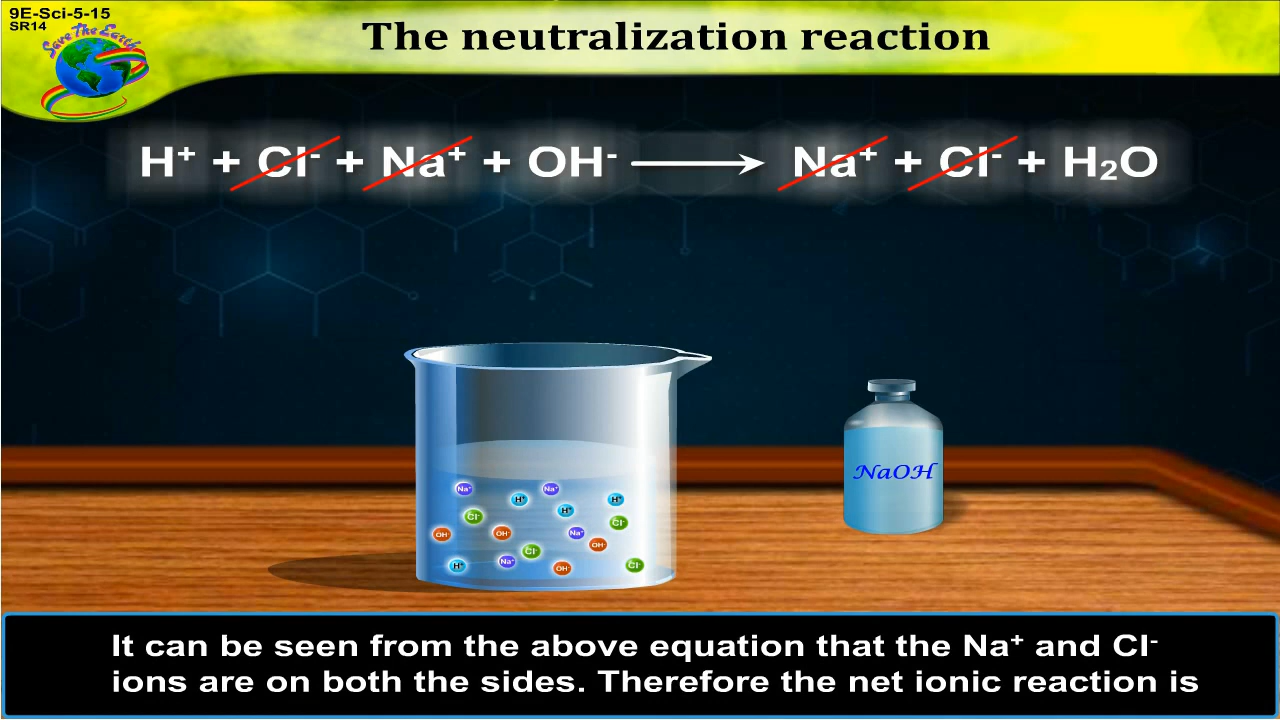 9E-Sci-5-15
SR14
Save The Earth
The neutralization reaction
H⁺ + Cl⁻ + Na⁺ + OH⁻ ⟶ Na⁺ + Cl⁻ + H₂O
NaOH
Na⁺ H⁺ Na⁺ H⁺ H⁺
Cl⁻ Cl⁻
OH⁻ OH⁻ Na⁺ OH⁻
Cl⁻
H⁺ Na⁺ OH⁻ Cl⁻
It can be seen from the above equation that the Na⁺ and Cl⁻
ions are on both the sides. Therefore the net ionic reaction is